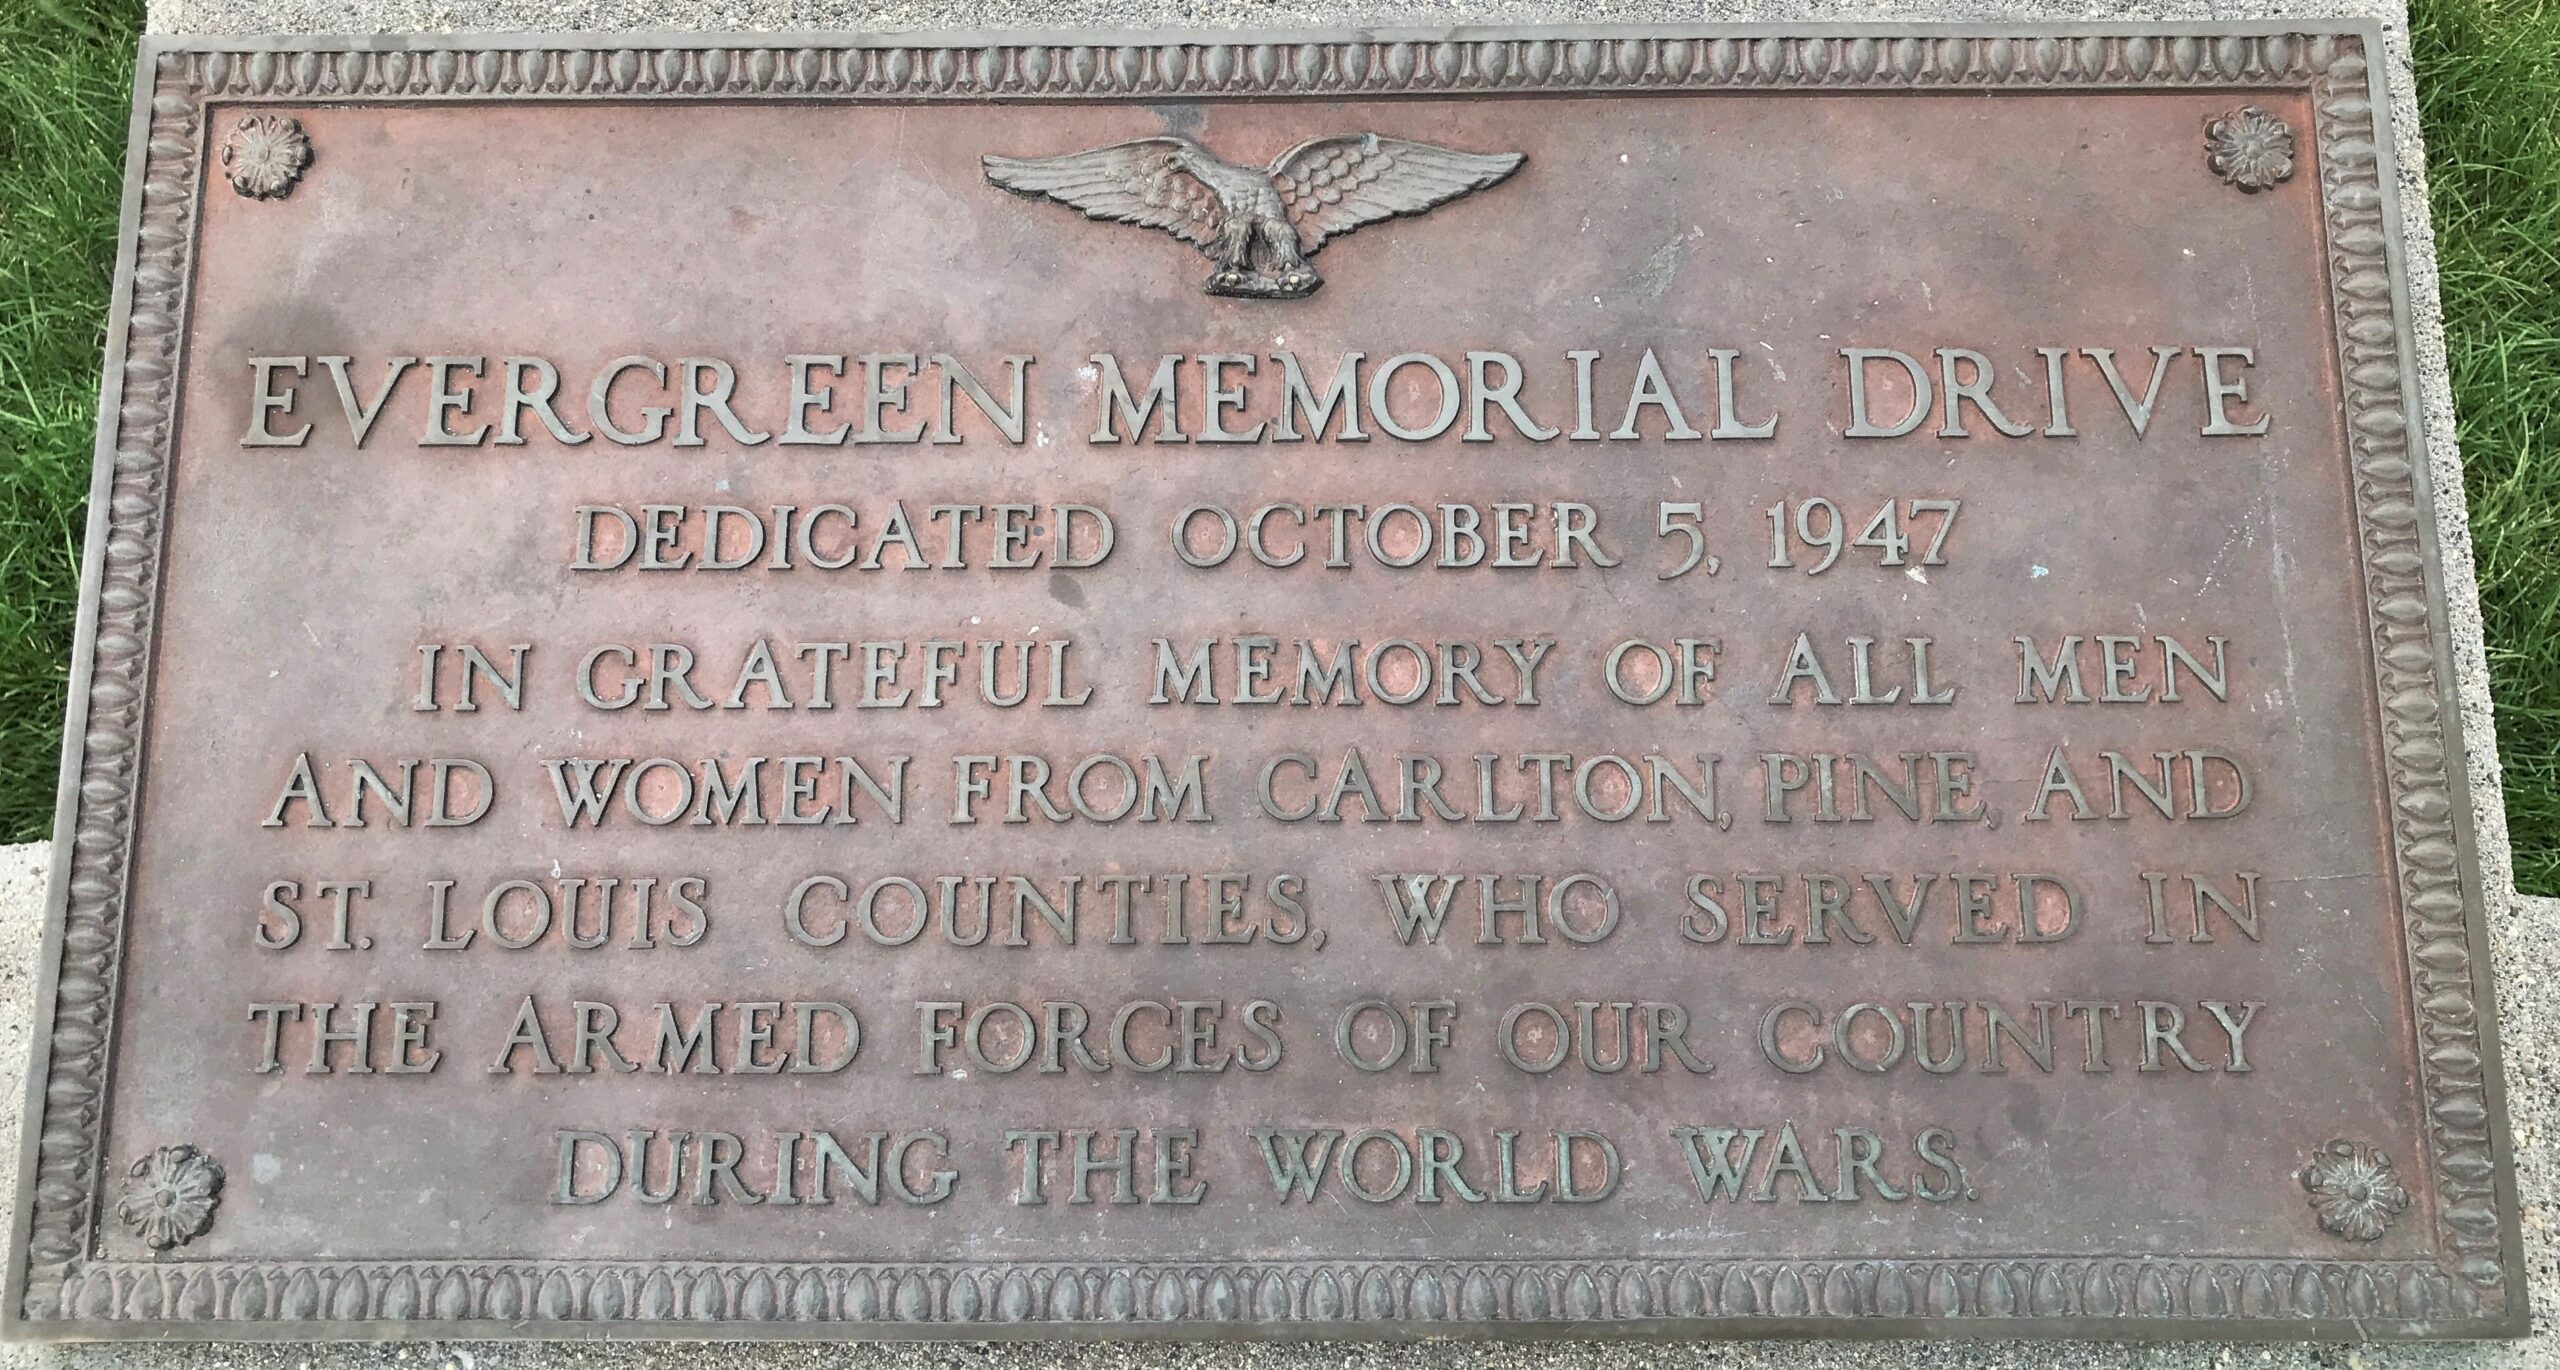 EVERGREEN MEMORIAL DRIVE
DEDICATED OCTOBER 5, 1947
IN GRATEFUL MEMORY OF ALL MEN
AND WOMEN FROM CARLTON, PINE, AND
ST. LOUIS COUNTIES, WHO SERVED IN
THE ARMED FORCES OF OUR COUNTRY
DURING THE WORLD WARS.